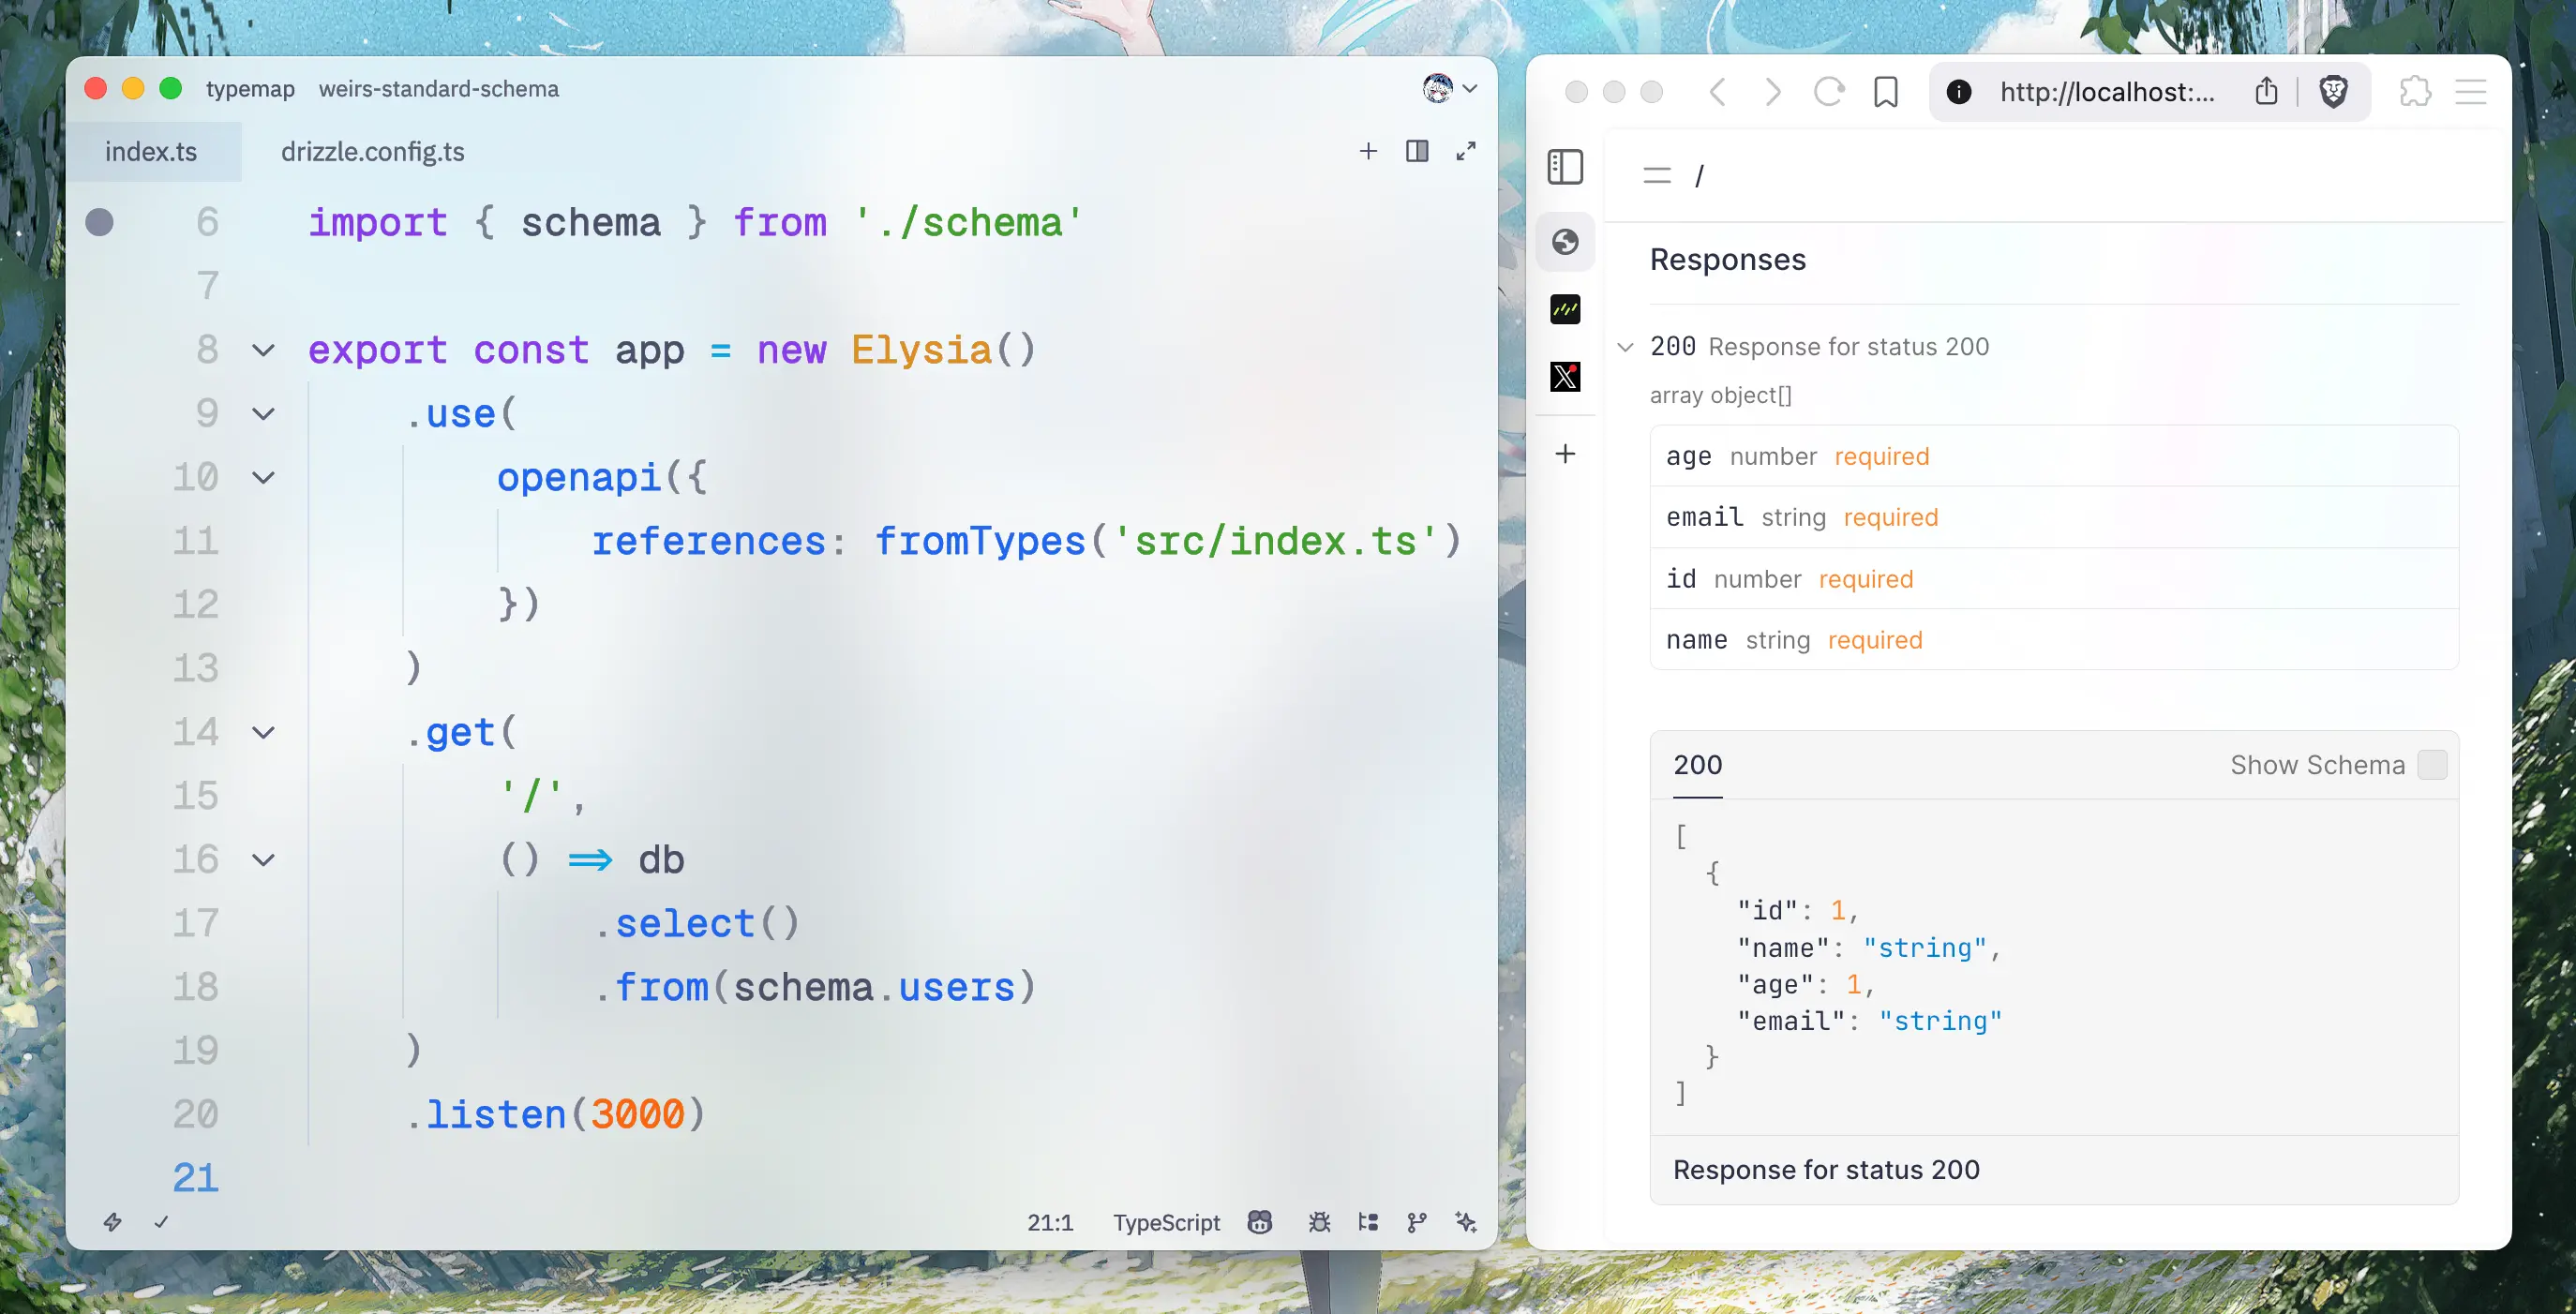 typemap weirs-standard-schema
index.ts drizzle.config.ts
6 import { schema } from './schema'
7
8 export const app = new Elysia()
9 .use(
10 openapi({
11 references: fromTypes('src/index.ts')
12 })
13 )
14 .get(
15 '/',
16 () => db
17 .select()
18 .from(schema.users)
19 )
20 .listen(3000)
21
21:1 TypeScript
http://localhost:...
/
Responses
200 Response for status 200
array object[]
age number required
email string required
id number required
name string required
200 Show Schema
[
{
"id": 1,
"name": "string",
"age": 1,
"email": "string"
}
]
Response for status 200